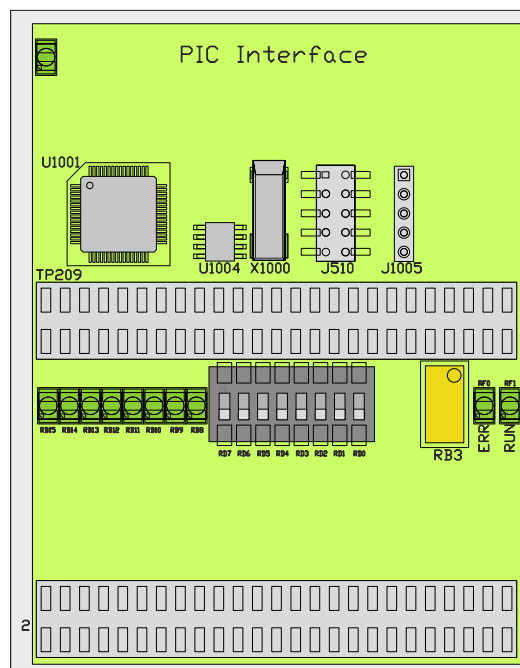 PIC Interface
U1001
U1004 X1000 J510 J1005
TP209
RF0 RF1
RB15 RB14 RB13 RB12 RB11 RB10 RB9 RB8
ERR RUN
RD7 RD6 RD5 RD4 RD3 RD2 RD1 RD0
RB3
2